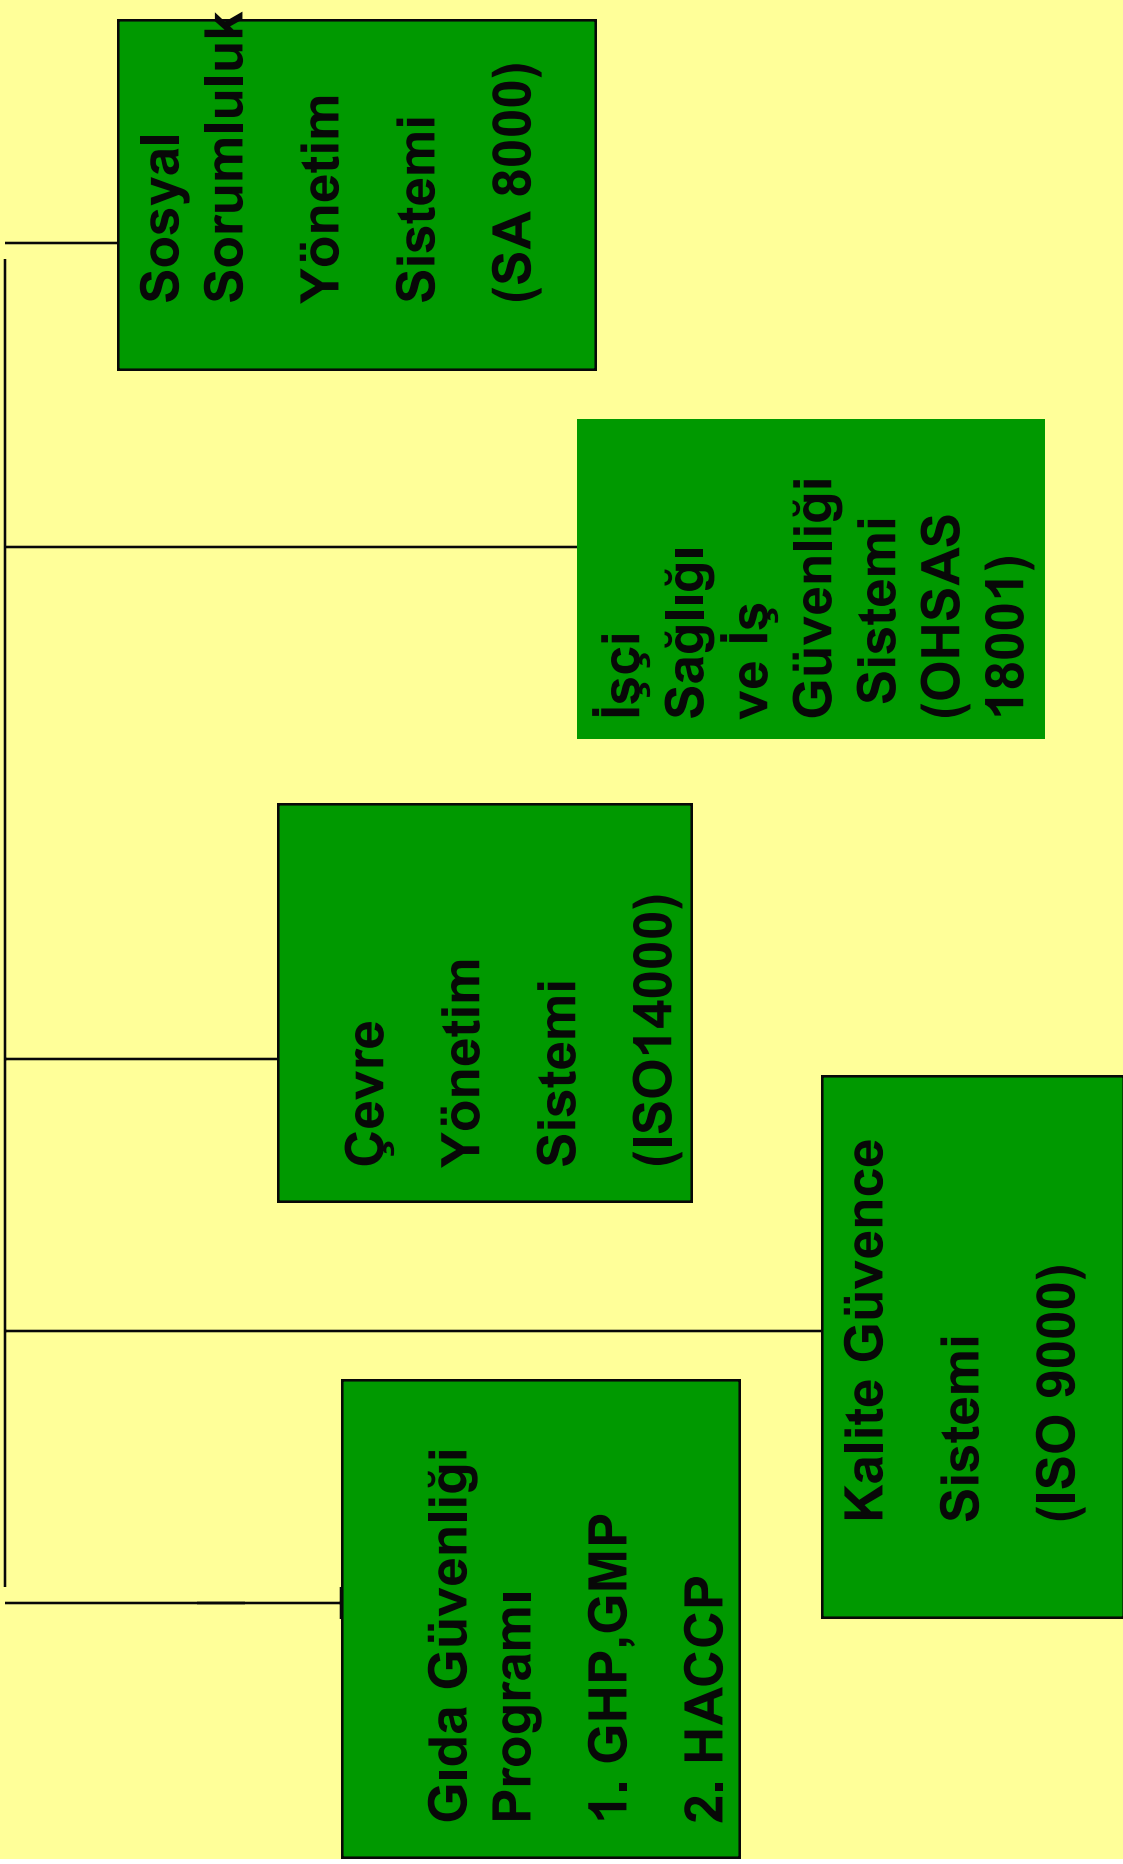 Gıda Güvenliği
Programı
1. GHP,GMP
2. HACCP
Kalite Güvence
Sistemi
(ISO 9000)
Çevre
Yönetim
Sistemi
(ISO14000)
İşçi
Sağlığı
ve İş
Güvenliği
Sistemi
(OHSAS
18001)
Sosyal
Sorumluluk
Yönetim
Sistemi
(SA 8000)